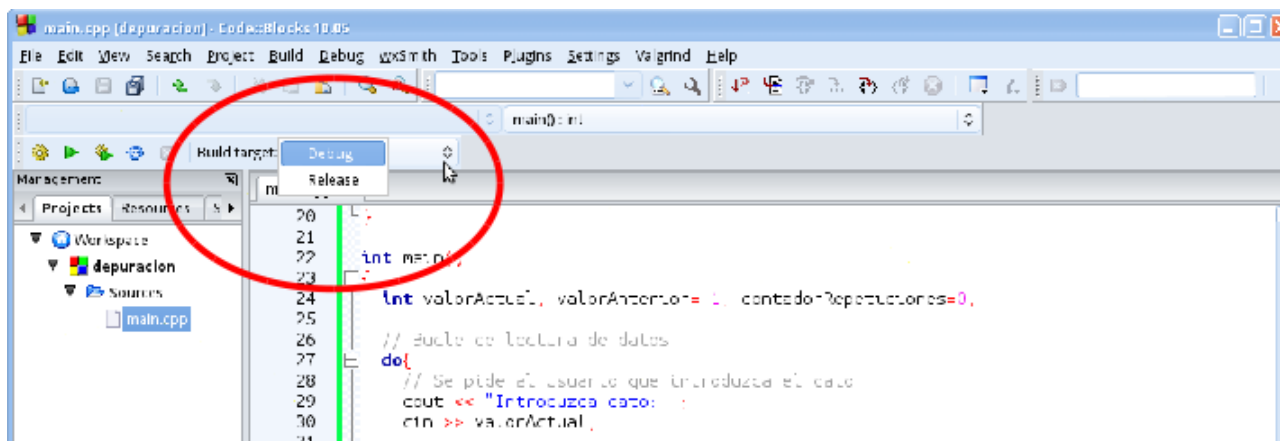 main.cpp [depuracion] - Code::Blocks 10.05
File Edit View Search Project Build Debug wxSmith Tools Plugins Settings Valgrind Help
main() : int
Build target: Debug
Release
Management
Projects Resources S
Workspace
depuracion
Sources
main.cpp
20 }
21
22 int main()
23 {
24 int valorActual, valorAnterior=-1, contadorRepeticiones=0;
25
26 // Bucle de lectura de datos
27 do{
28 // Se pide al usuario que introduzca el dato
29 cout << "Introduzca dato:
30 cin >> valorActual;
31